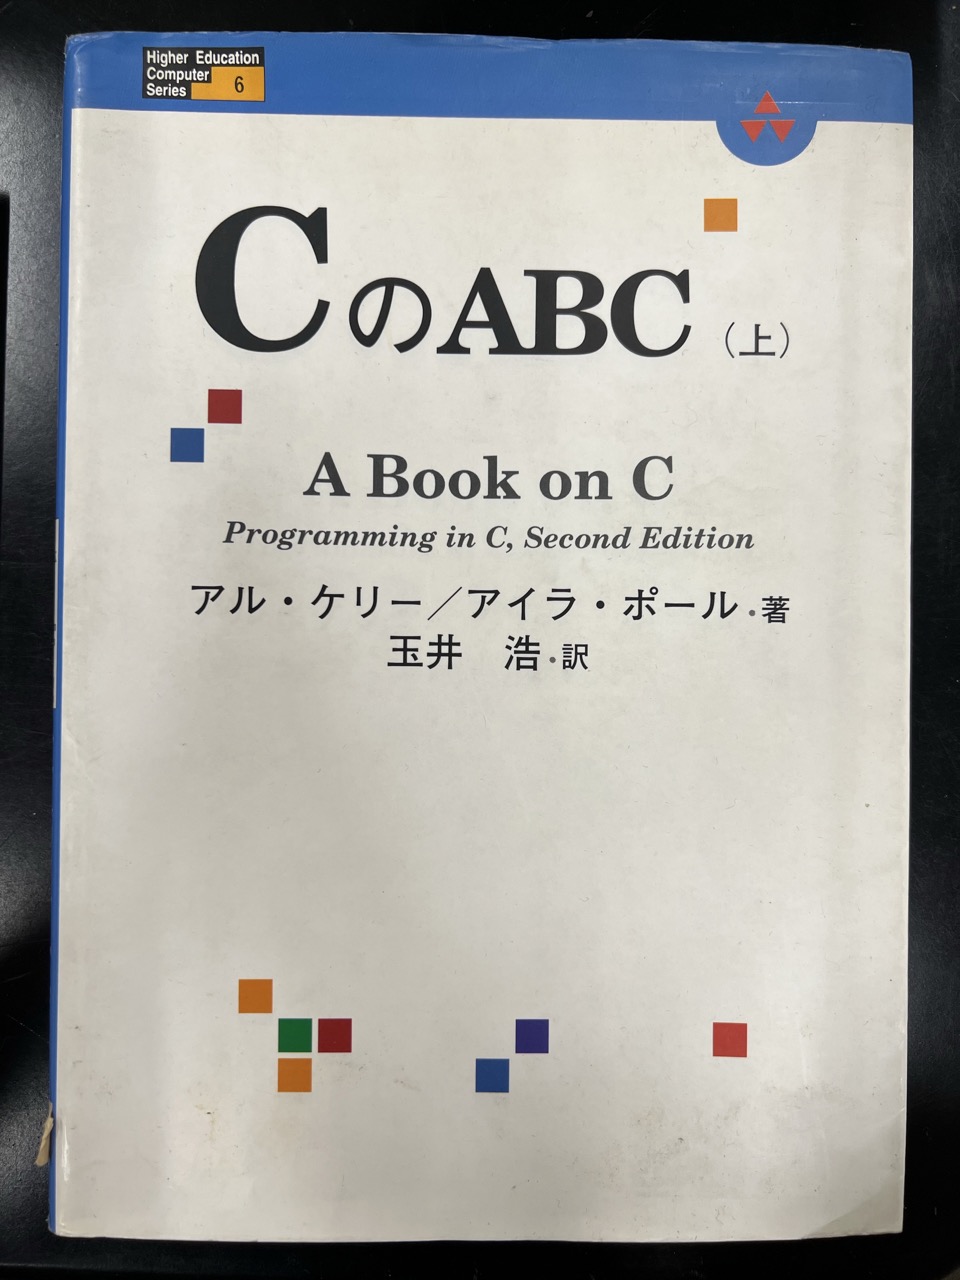 Higher Education
Computer
Series 6
CのABC（上）
A Book on C
Programming in C, Second Edition
アル・ケリー／アイラ・ポール・著
玉井　浩・訳